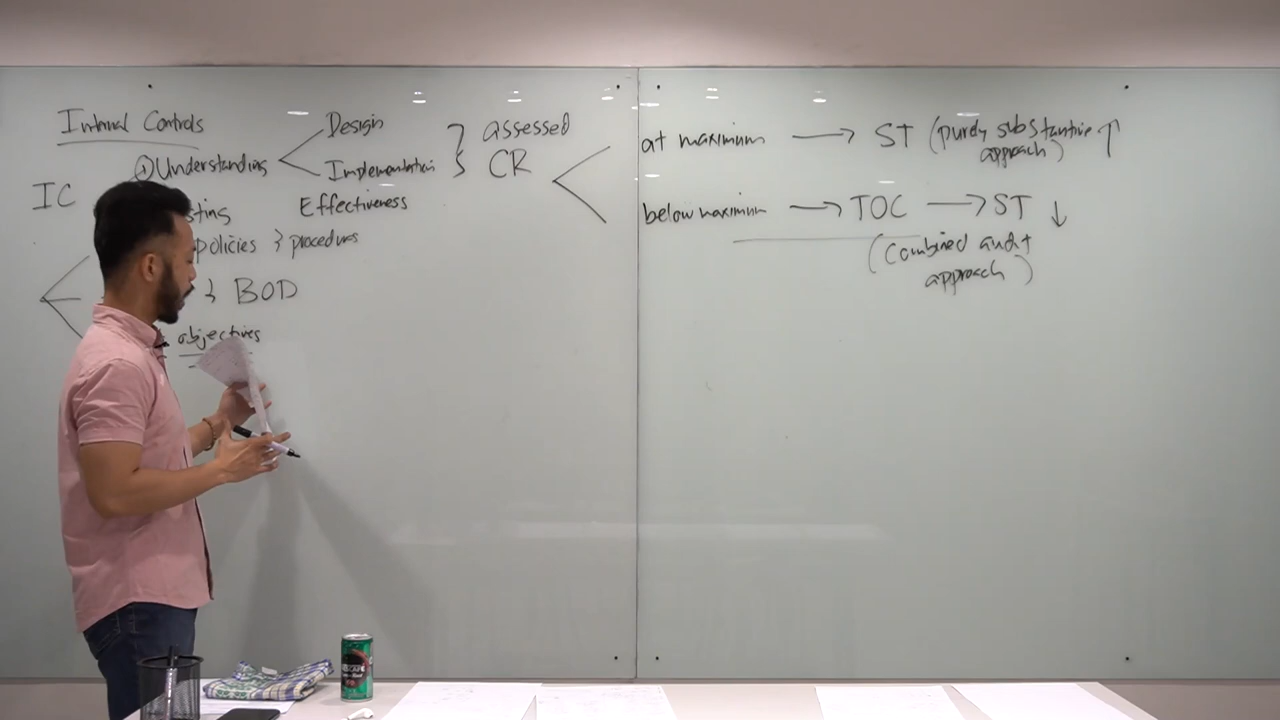 Internal Controls
① Understanding
Design
Implementation
} assessed
CR
IC
sting
Effectiveness
policies } procedures
} BOD
objectives
at maximum → ST (purely substantive approach) ↑
below maximum → TOC → ST ↓
(combined audit
approach)